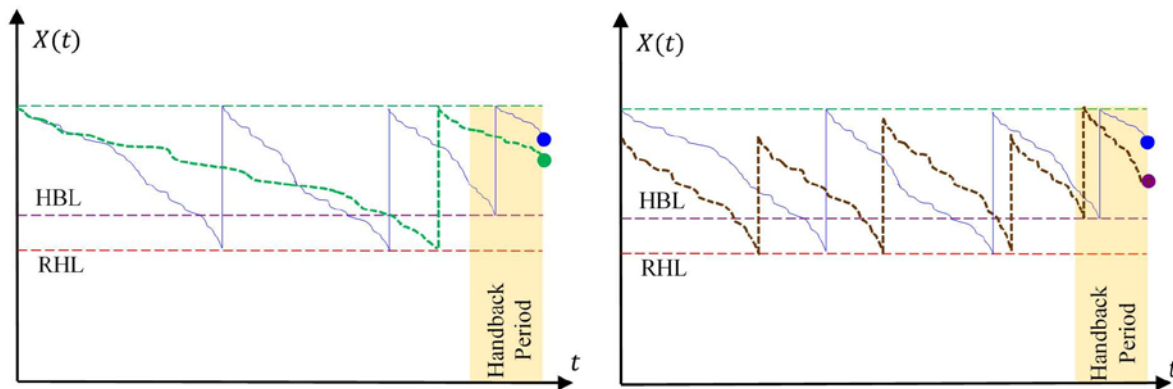 X(t)
HBL
RHL
Handback
Period
t
X(t)
HBL
RHL
Handback
Period
t